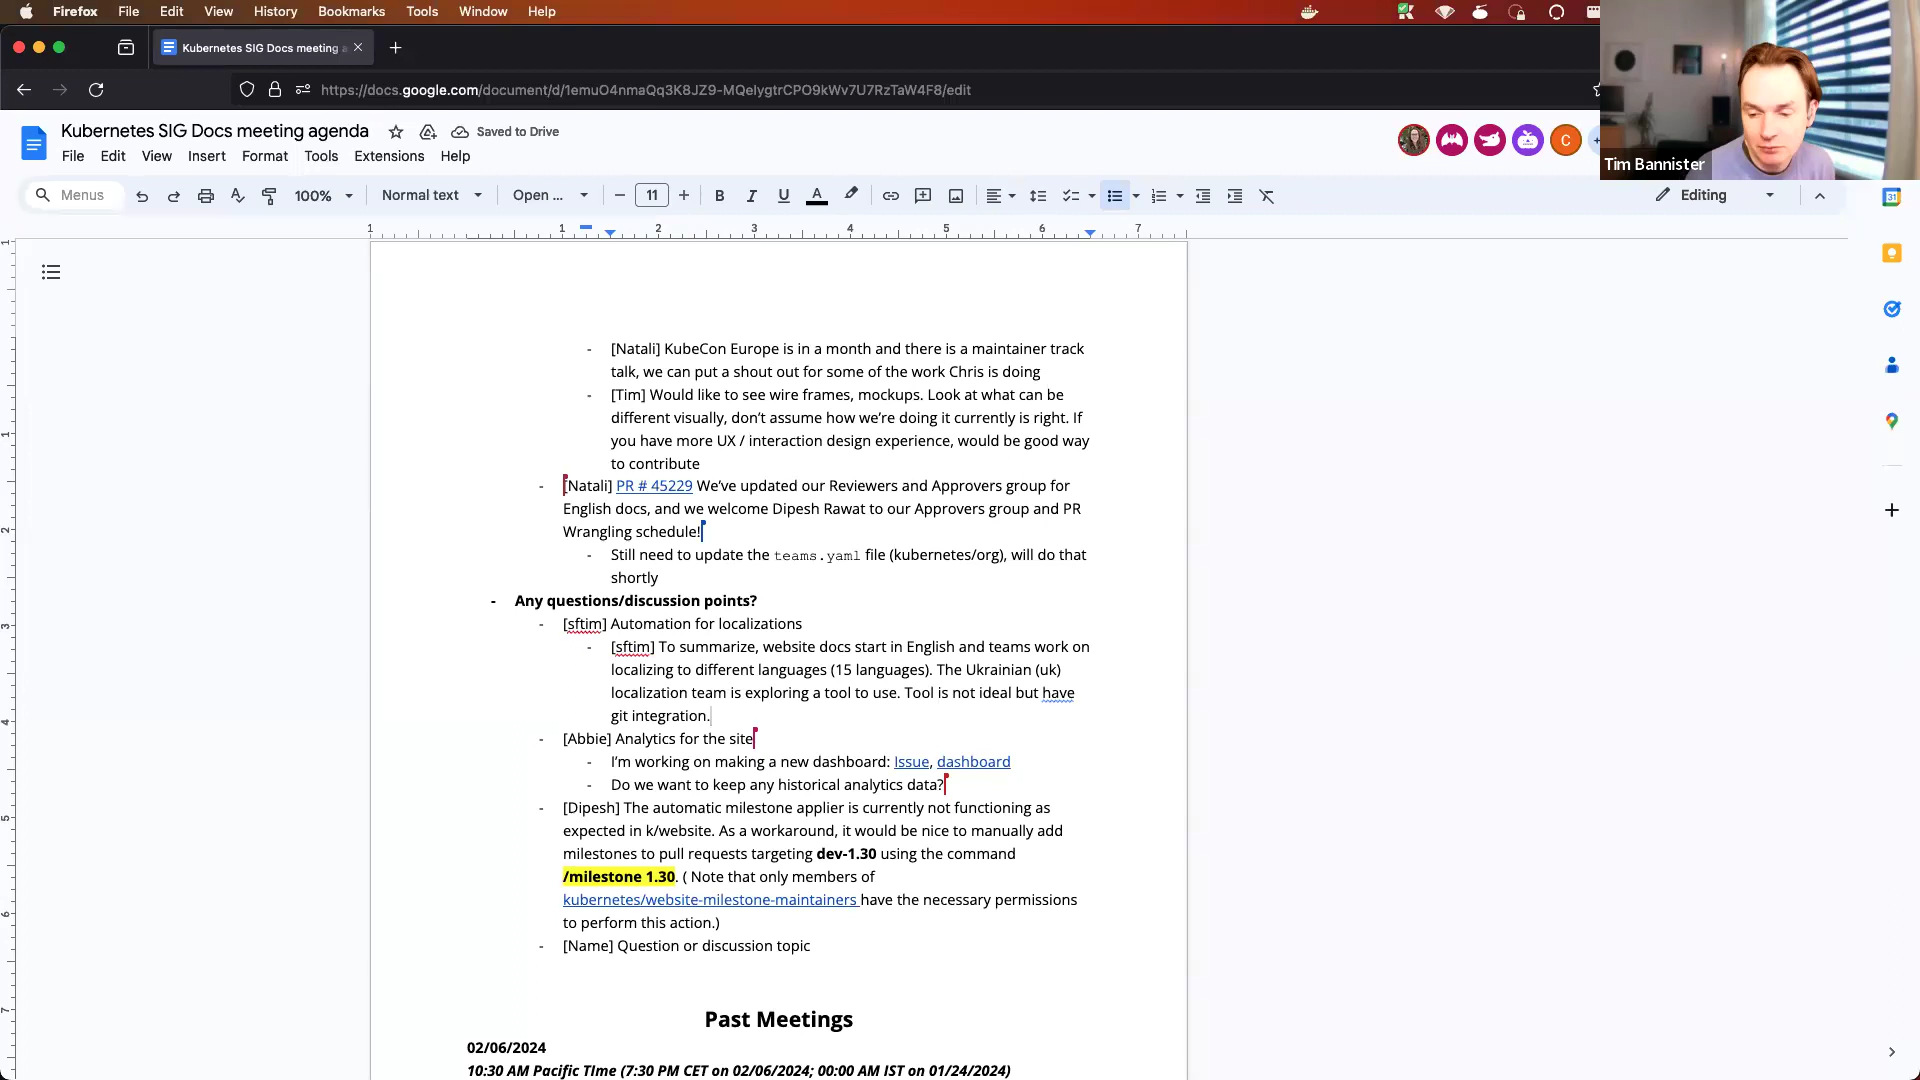 Firefox File Edit View History Bookmarks Tools Window Help
Kubernetes SIG Docs meeting a
https://docs.google.com/document/d/1emuO4nmaQq3K8JZ9-MQelygtrCPO9kWv7U7RzTaW4F8/edit
Kubernetes SIG Docs meeting agenda Saved to Drive
File Edit View Insert Format Tools Extensions Help
C
Tim Bannister
Menus 100% Normal text Open ... 11 B I U A Editing
31
1 1 2 3 4 5 6 7
- [Natali] KubeCon Europe is in a month and there is a maintainer track
talk, we can put a shout out for some of the work Chris is doing
- [Tim] Would like to see wire frames, mockups. Look at what can be
different visually, don’t assume how we’re doing it currently is right. If
you have more UX / interaction design experience, would be good way
to contribute
- [Natali] PR # 45229 We’ve updated our Reviewers and Approvers group for
English docs, and we welcome Dipesh Rawat to our Approvers group and PR
Wrangling schedule!
- Still need to update the teams.yaml file (kubernetes/org), will do that
shortly
- Any questions/discussion points?
- [sftim] Automation for localizations
- [sftim] To summarize, website docs start in English and teams work on
localizing to different languages (15 languages). The Ukrainian (uk)
localization team is exploring a tool to use. Tool is not ideal but have
git integration.
- [Abbie] Analytics for the site
- I’m working on making a new dashboard: Issue, dashboard
- Do we want to keep any historical analytics data?
- [Dipesh] The automatic milestone applier is currently not functioning as
expected in k/website. As a workaround, it would be nice to manually add
milestones to pull requests targeting dev-1.30 using the command
/milestone 1.30. ( Note that only members of
kubernetes/website-milestone-maintainers have the necessary permissions
to perform this action.)
- [Name] Question or discussion topic
Past Meetings
02/06/2024
10:30 AM Pacific TIme (7:30 PM CET on 02/06/2024; 00:00 AM IST on 01/24/2024)